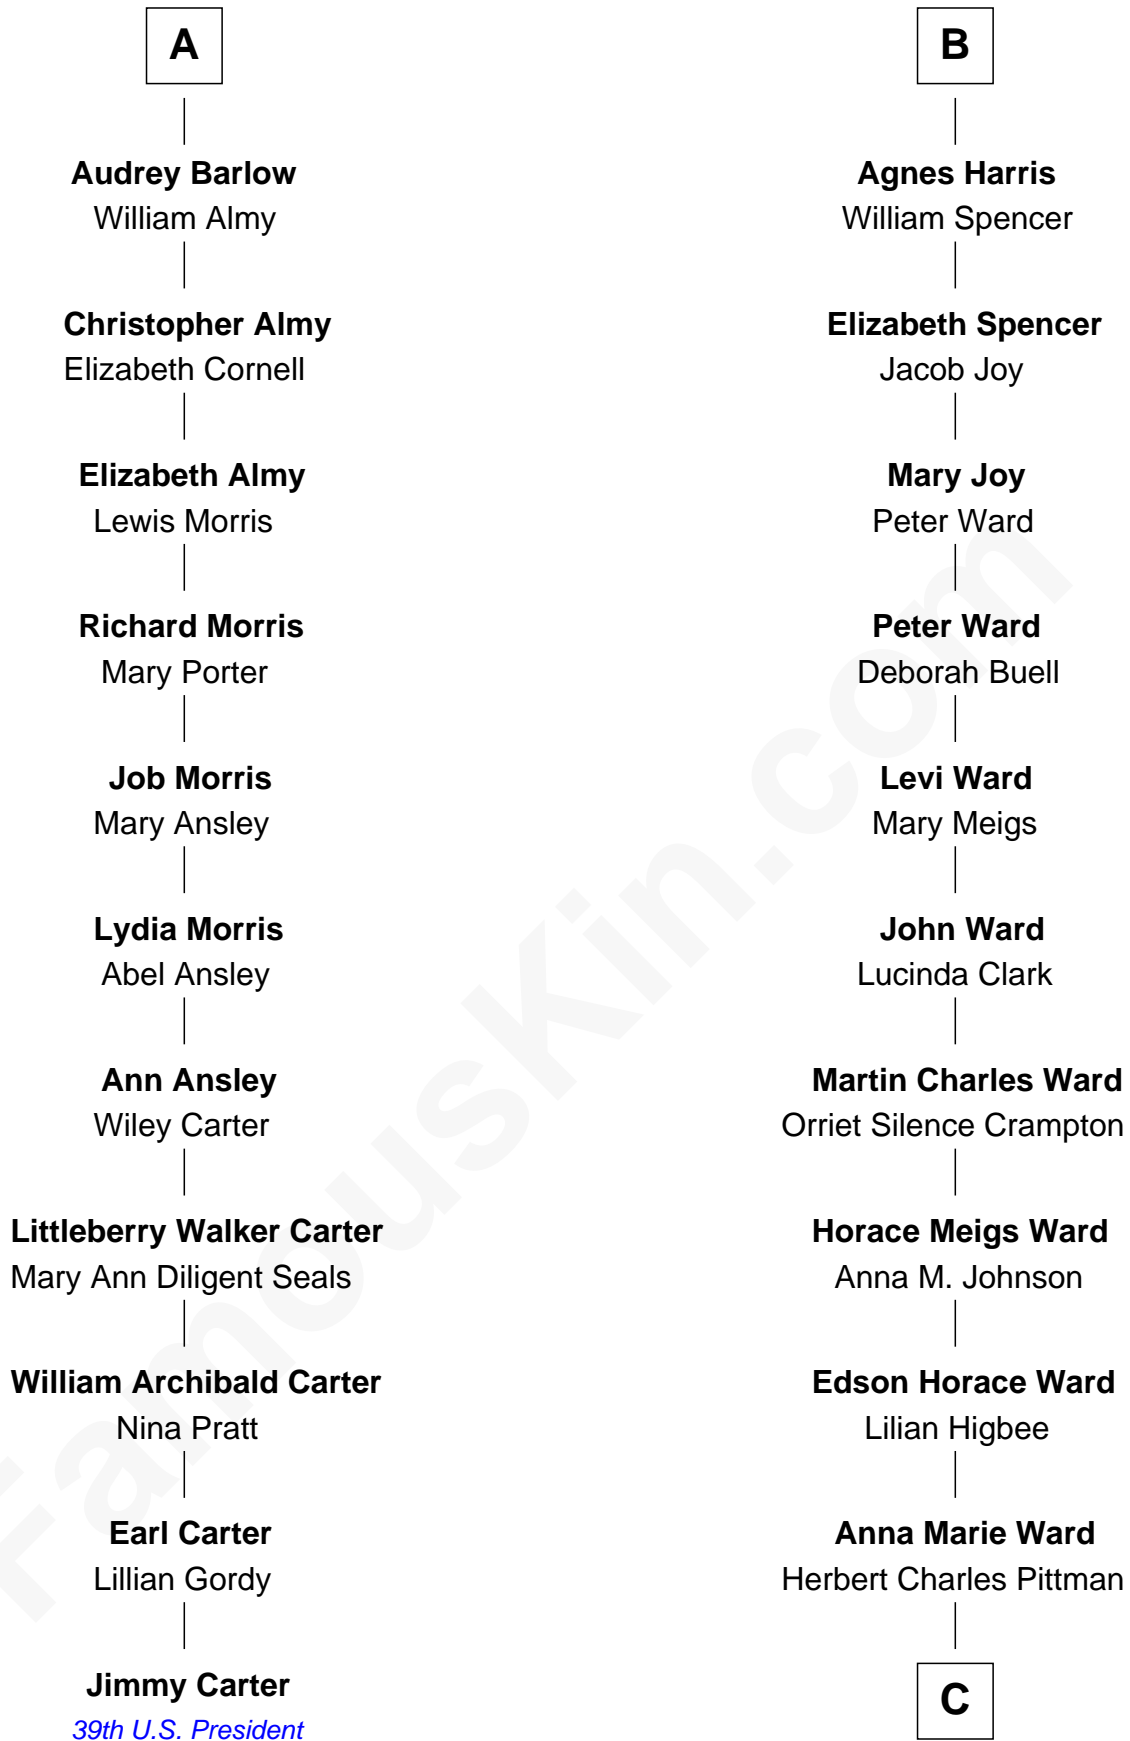 A
Audrey Barlow
William Almy
Christopher Almy
Elizabeth Cornell
Elizabeth Almy
Lewis Morris
Richard Morris
Mary Porter
Job Morris
Mary Ansley
Lydia Morris
Abel Ansley
Ann Ansley
Wiley Carter
Littleberry Walker Carter
Mary Ann Diligent Seals
William Archibald Carter
Nina Pratt
Earl Carter
Lillian Gordy
Jimmy Carter
39th U.S. President
B
Agnes Harris
William Spencer
Elizabeth Spencer
Jacob Joy
Mary Joy
Peter Ward
Peter Ward
Deborah Buell
Levi Ward
Mary Meigs
John Ward
Lucinda Clark
Martin Charles Ward
Orriet Silence Crampton
Horace Meigs Ward
Anna M. Johnson
Edson Horace Ward
Lilian Higbee
Anna Marie Ward
Herbert Charles Pittman
C
FamousKin.com